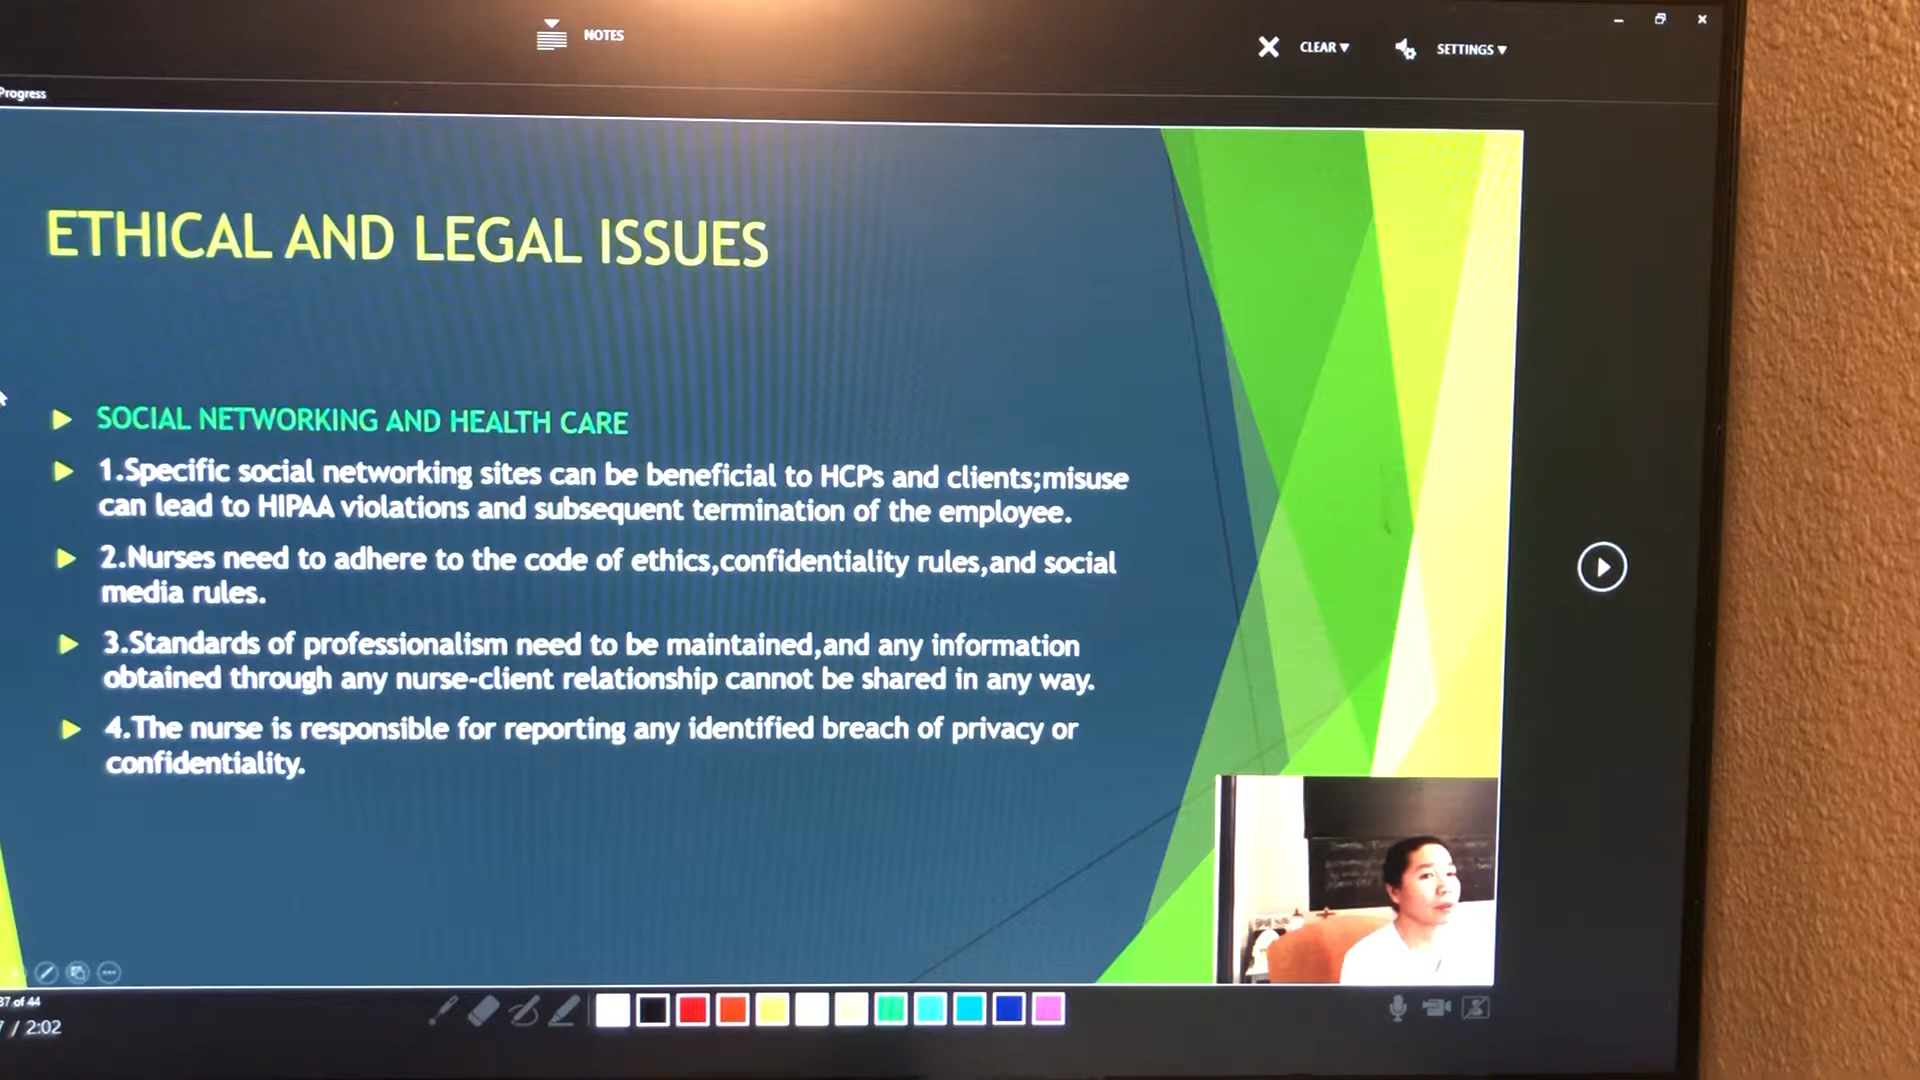 NOTES
CLEAR
SETTINGS
Progress
ETHICAL AND LEGAL ISSUES
SOCIAL NETWORKING AND HEALTH CARE
1.Specific social networking sites can be beneficial to HCPs and clients;misuse
can lead to HIPAA violations and subsequent termination of the employee.
2.Nurses need to adhere to the code of ethics,confidentiality rules,and social
media rules.
3.Standards of professionalism need to be maintained,and any information
obtained through any nurse-client relationship cannot be shared in any way.
4.The nurse is responsible for reporting any identified breach of privacy or
confidentiality.
37 of 44
/ 2:02